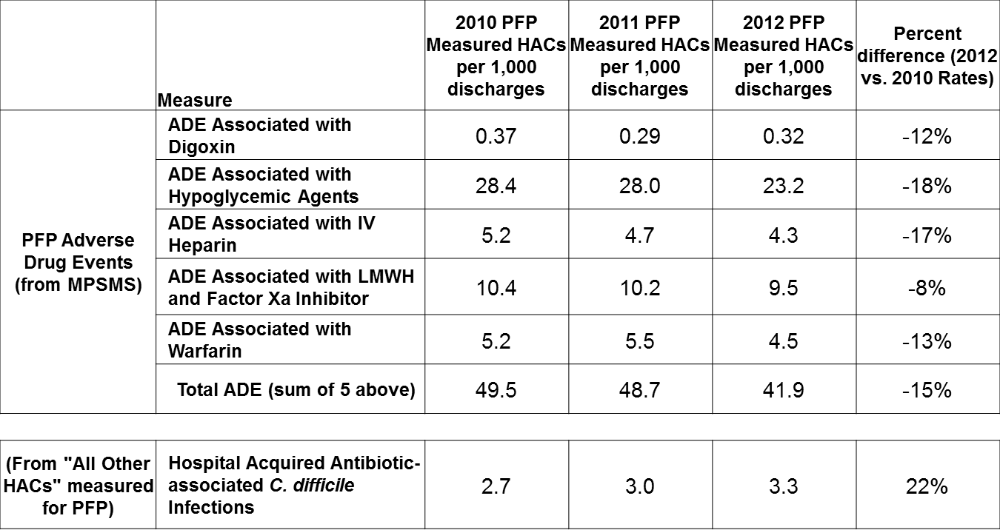 Measure
2010 PFP
Measured HACs
per 1,000
discharges
2011 PFP
Measured HACs
per 1,000
discharges
2012 PFP
Measured HACs
per 1,000
discharges
Percent
difference (2012
vs. 2010 Rates)
PFP Adverse
Drug Events
(from MPSMS)
ADE Associated with
Digoxin
0.37
0.29
0.32
-12%
ADE Associated with
Hypoglycemic Agents
28.4
28.0
23.2
-18%
ADE Associated with IV
Heparin
5.2
4.7
4.3
-17%
ADE Associated with LMWH
and Factor Xa Inhibitor
10.4
10.2
9.5
-8%
ADE Associated with
Warfarin
5.2
5.5
4.5
-13%
Total ADE (sum of 5 above)
49.5
48.7
41.9
-15%
(From "All Other
HACs" measured
for PFP)
Hospital Acquired Antibiotic-
associated C. difficile
Infections
2.7
3.0
3.3
22%